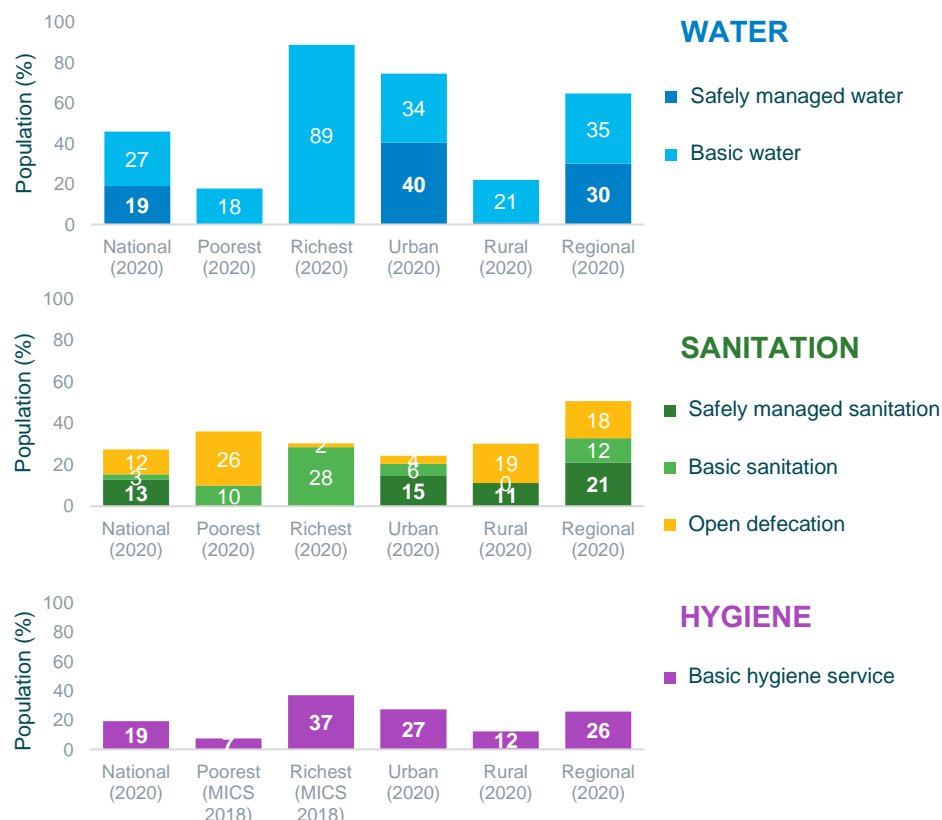 WATER
Population (%)
100
80
60
40
20
0
27
19
18
89
34
40
21
35
30
National
(2020)
Poorest
(2020)
Richest
(2020)
Urban
(2020)
Rural
(2020)
Regional
(2020)
Safely managed water
Basic water
SANITATION
Population (%)
100
80
60
40
20
0
12
3
13
26
10
2
28
4
6
15
19
0
11
18
12
21
National
(2020)
Poorest
(2020)
Richest
(2020)
Urban
(2020)
Rural
(2020)
Regional
(2020)
Safely managed sanitation
Basic sanitation
Open defecation
HYGIENE
Population (%)
100
80
60
40
20
0
19
7
37
27
12
26
National
(2020)
Poorest
(MICS
2018)
Richest
(MICS
2018)
Urban
(2020)
Rural
(2020)
Regional
(2020)
Basic hygiene service